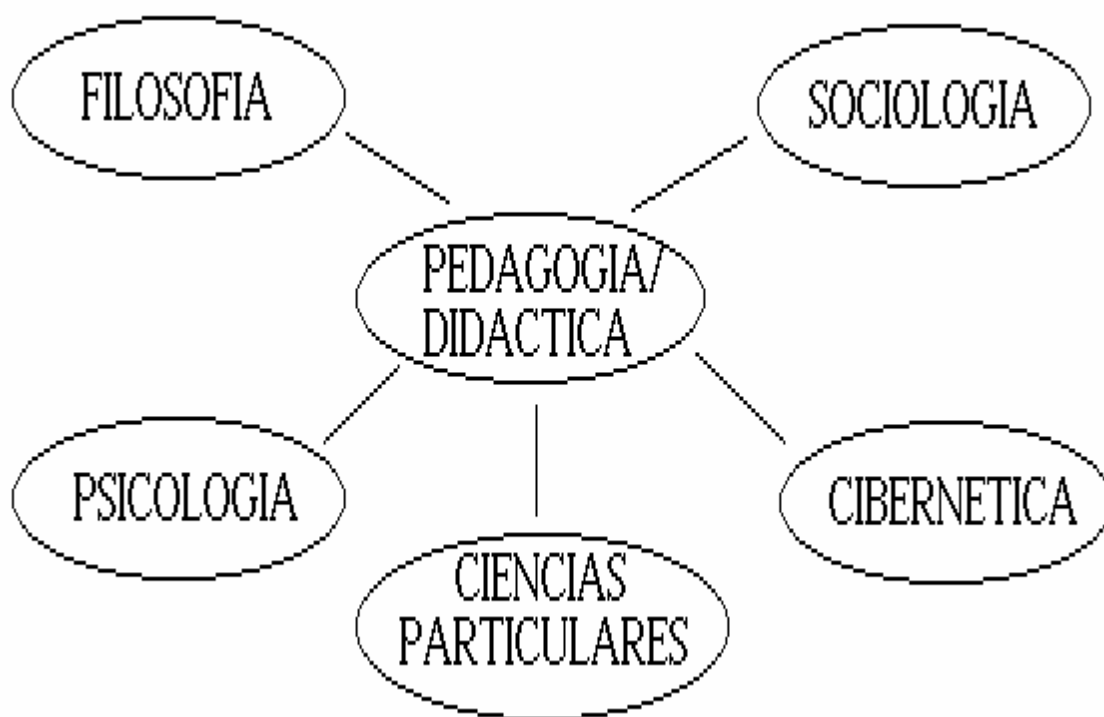 FILOSOFIA
SOCIOLOGIA
PEDAGOGIA/
DIDACTICA
PSICOLOGIA
CIBERNETICA
CIENCIAS
PARTICULARES